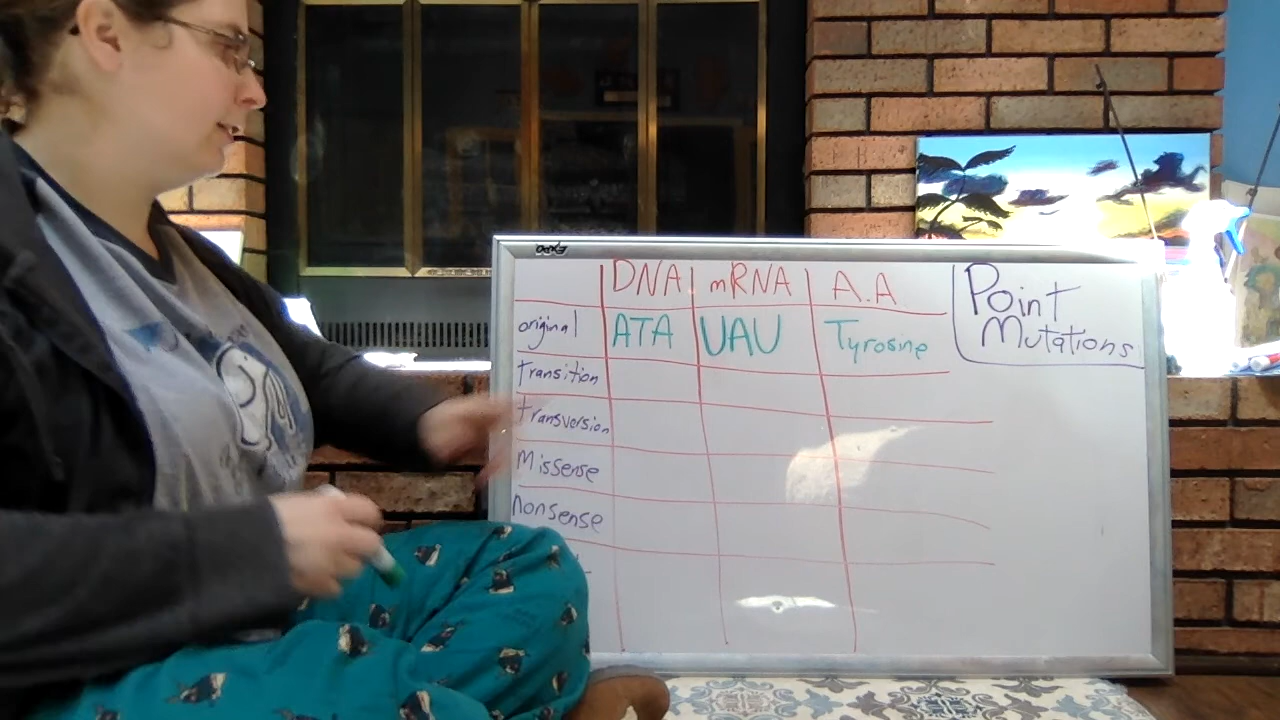 DNA mRNA A.A
Point
Mutations
original ATA UAU Tyrosine
transition
transversion
Missense
nonsense